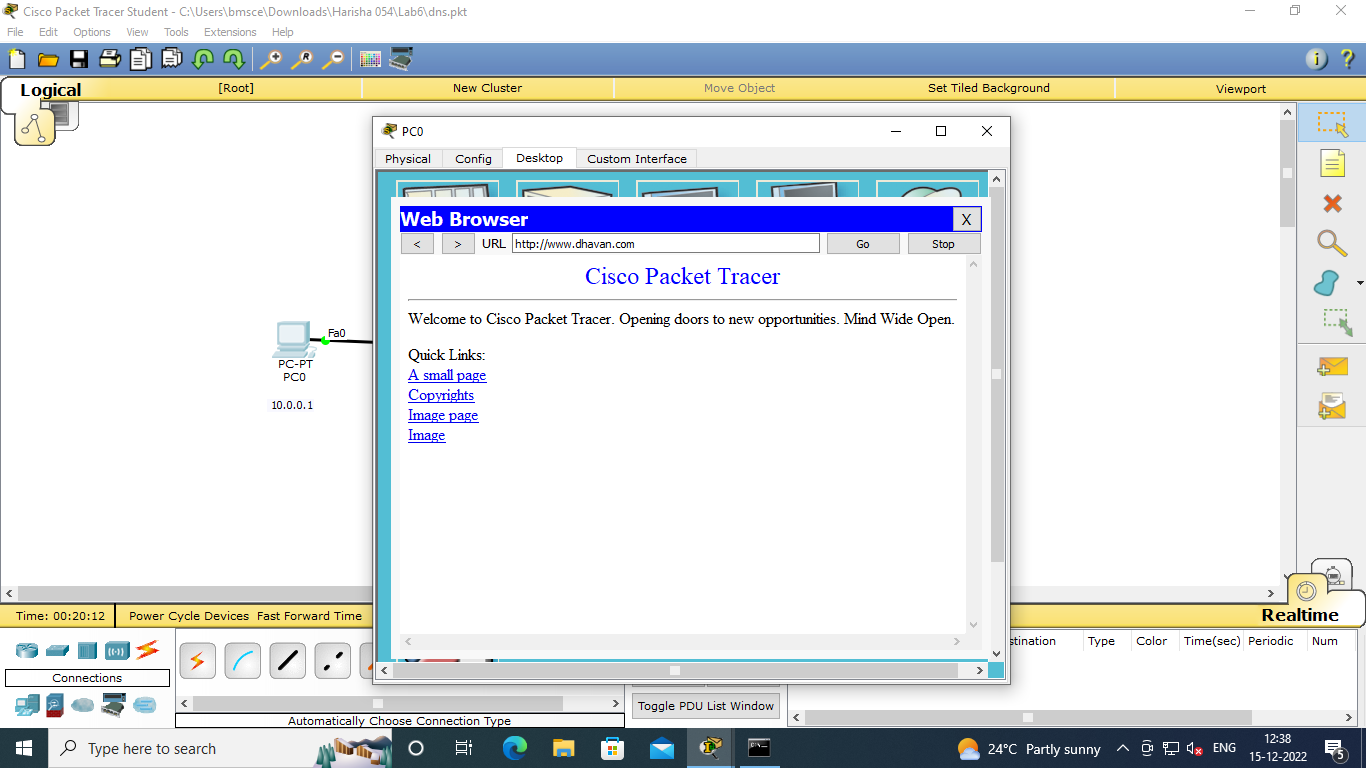 Cisco Packet Tracer Student - C:\Users\bmsce\Downloads\Harisha 054\Lab6\dns.pkt
File Edit Options View Tools Extensions Help
Logical [Root] New Cluster Move Object Set Tiled Background Viewport
PC0
Physical Config Desktop Custom Interface
Web Browser X
< > URL http://www.dhavan.com Go Stop
Cisco Packet Tracer
Welcome to Cisco Packet Tracer. Opening doors to new opportunities. Mind Wide Open.
Quick Links:
A small page
Copyrights
Image page
Image
Fa0
PC-PT
PC0
10.0.0.1
Time: 00:20:12 Power Cycle Devices Fast Forward Time Realtime
stination Type Color Time(sec) Periodic Num
Connections
Toggle PDU List Window
Automatically Choose Connection Type
Type here to search
24°C Partly sunny ENG
12:38
15-12-2022
5